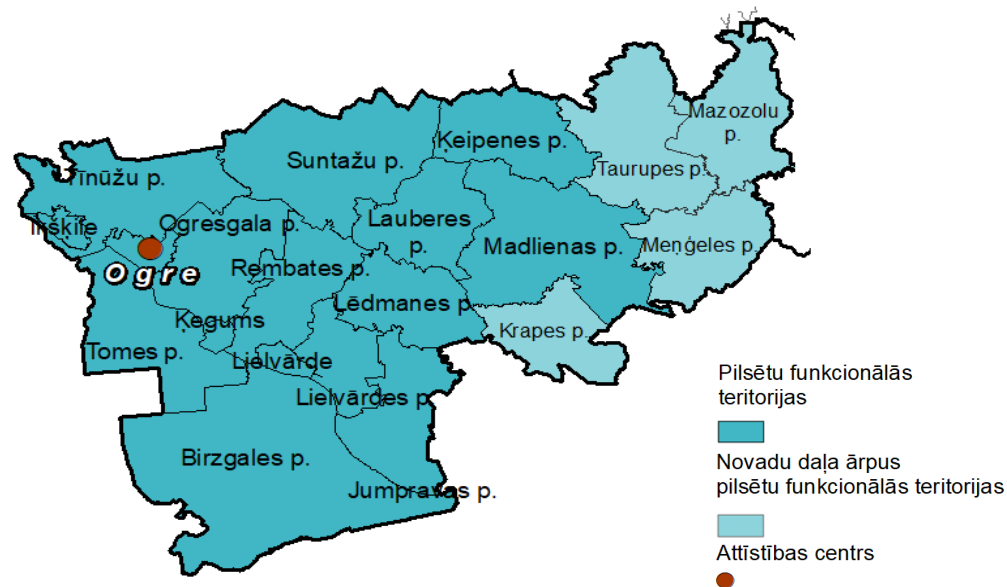 Mazozolu
p.
Ķeipenes p.
Suntažu p.
Taurupes p.
Tīnūžu p.
Ikšķile
Ogresgala p.
Lauberes
p.
Madlienas p.
Meņģeles p.
Ogre
Rembates p.
Lēdmanes p.
Ķegums
Krapes p.
Tomes p.
Lielvārde
Lielvārdes p.
Birzgales p.
Jumpravas p.
Pilsētu funkcionālās
teritorijas
Novadu daļa ārpus
pilsētu funkcionālās teritorijas
Attīstības centrs